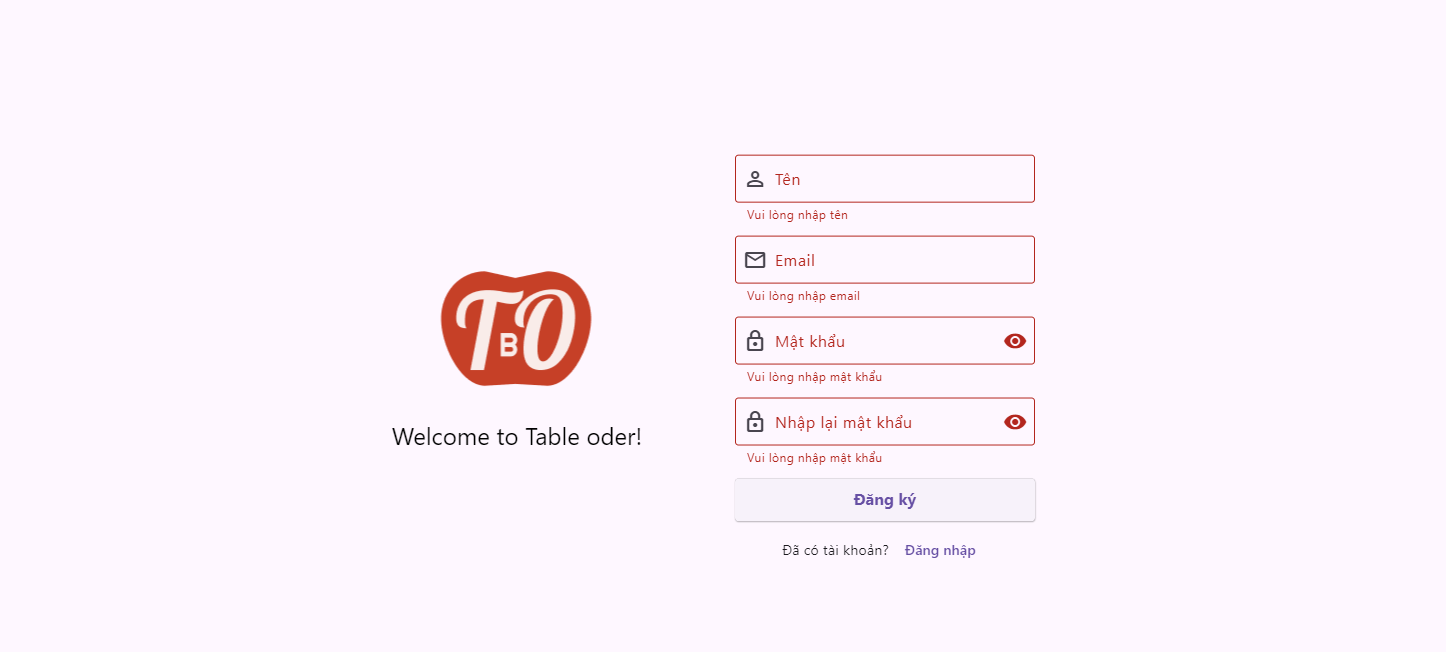 TBO
Welcome to Table oder!
Tên
Vui lòng nhập tên
Email
Vui lòng nhập email
Mật khẩu
Vui lòng nhập mật khẩu
Nhập lại mật khẩu
Vui lòng nhập mật khẩu
Đăng ký
Đã có tài khoản? Đăng nhập